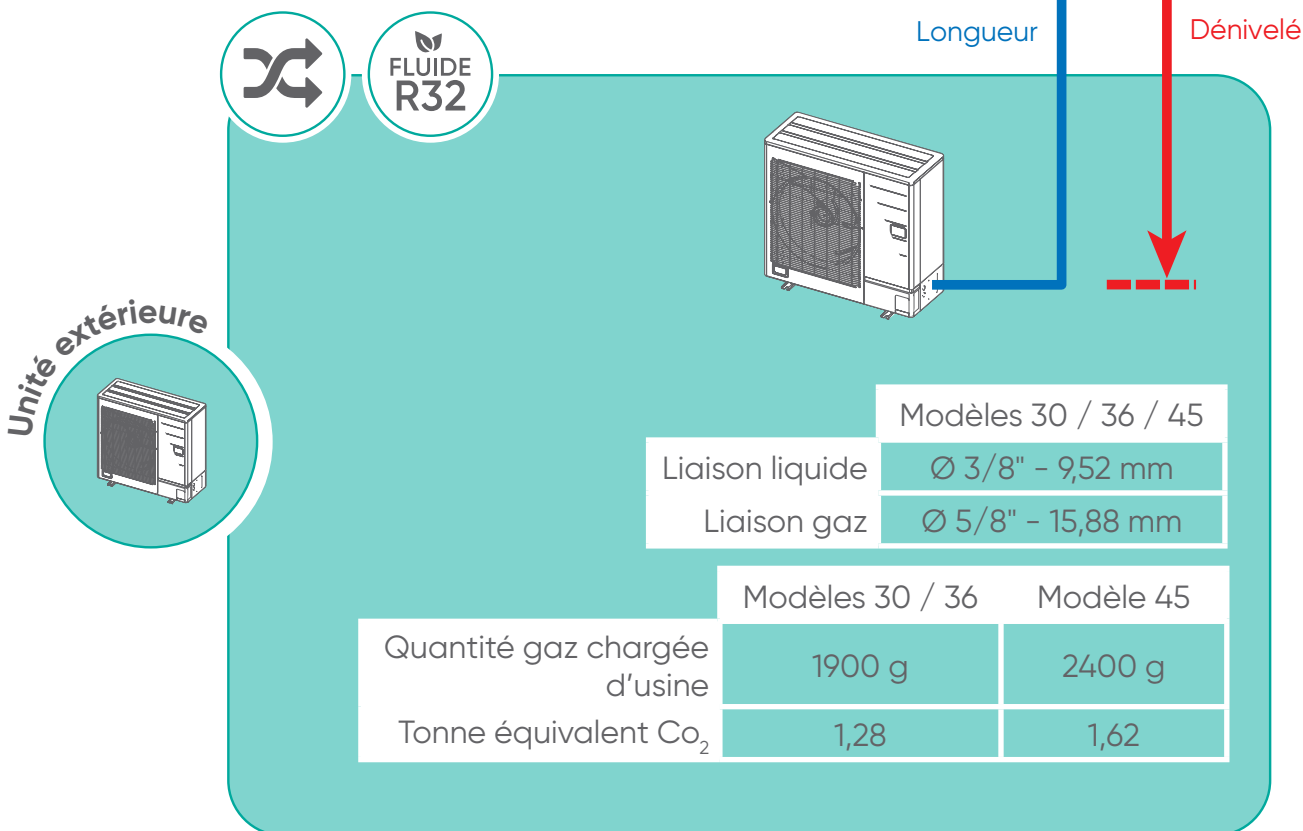 Longueur
Dénivelé
FLUIDE
R32
Unité extérieure
Modèles 30 / 36 / 45
Liaison liquide Ø 3/8" - 9,52 mm
Liaison gaz Ø 5/8" - 15,88 mm
Modèles 30 / 36 Modèle 45
Quantité gaz chargée
d'usine 1900 g 2400 g
Tonne équivalent Co₂ 1,28 1,62